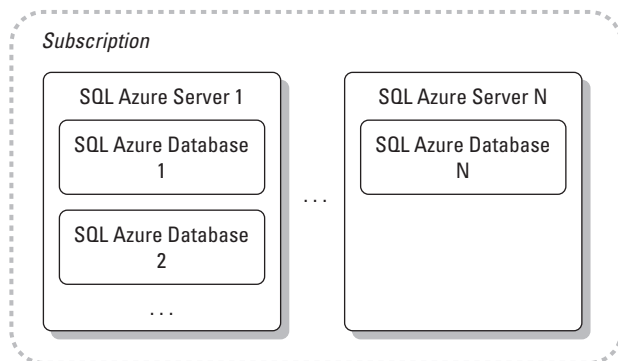 Subscription
SQL Azure Server 1
SQL Azure Database
1
SQL Azure Database
2
...
...
SQL Azure Server N
SQL Azure Database
N